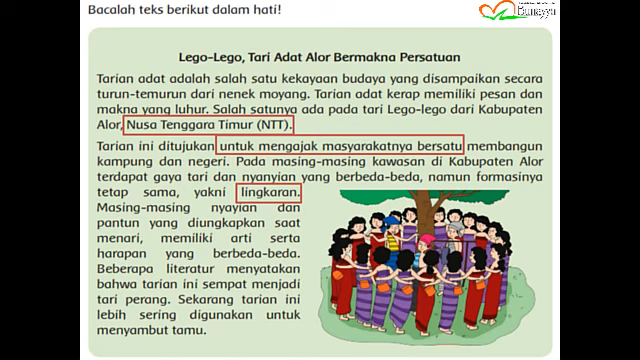 Bacalah teks berikut dalam hati!
Bunayya
Lego-Lego, Tari Adat Alor Bermakna Persatuan
Tarian adat adalah salah satu kekayaan budaya yang disampaikan secara
turun-temurun dari nenek moyang. Tarian adat kerap memiliki pesan dan
makna yang luhur. Salah satunya ada pada tari Lego-lego dari Kabupaten
Alor, Nusa Tenggara Timur (NTT).
Tarian ini ditujukan untuk mengajak masyarakatnya bersatu membangun
kampung dan negeri. Pada masing-masing kawasan di Kabupaten Alor
terdapat gaya tari dan nyanyian yang berbeda-beda, namun formasinya
tetap sama, yakni lingkaran.
Masing-masing nyayian dan
pantun yang diungkapkan saat
menari, memiliki arti serta
harapan yang berbeda-beda.
Beberapa literatur menyatakan
bahwa tarian ini sempat menjadi
tari perang. Sekarang tarian ini
lebih sering digunakan untuk
menyambut tamu.